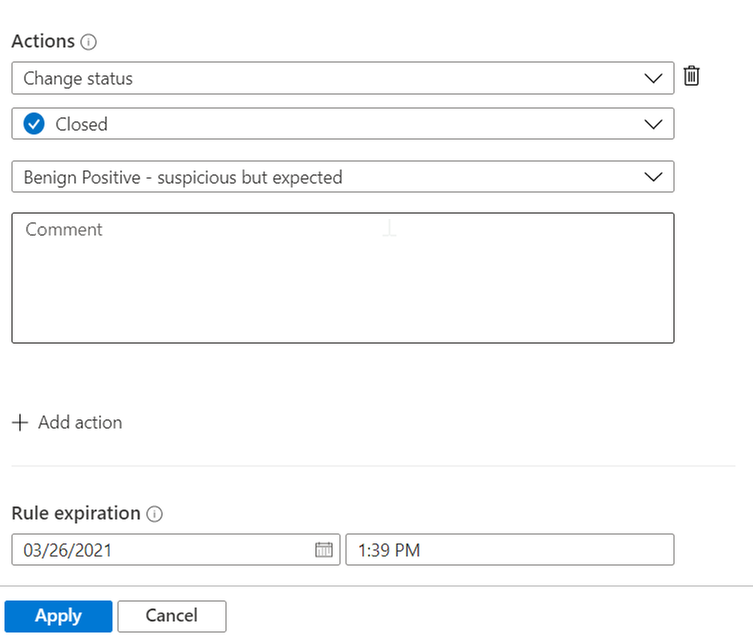 Actions
Change status
Closed
Benign Positive - suspicious but expected
Comment
Add action
Rule expiration
03/26/2021
1:39 PM
Apply
Cancel